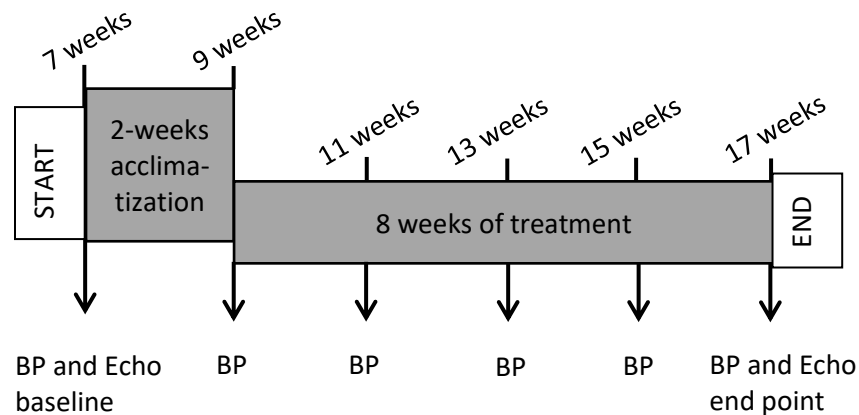 7 weeks
9 weeks
11 weeks
13 weeks
15 weeks
17 weeks
START
2-weeks
acclima-
tization
8 weeks of treatment
END
BP and Echo
baseline
BP
BP
BP
BP
BP and Echo
end point